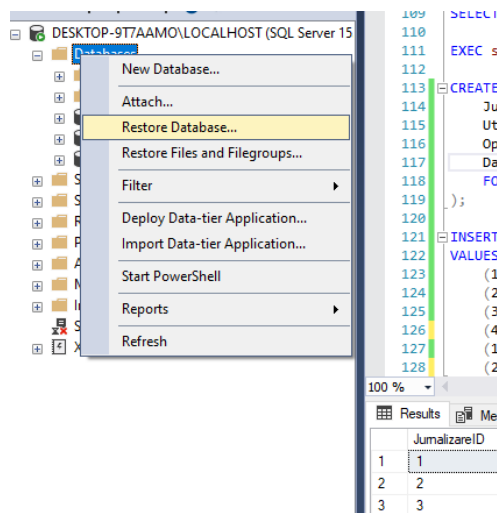 DESKTOP-9T7AAMO\LOCALHOST (SQL Server 15
Databases
New Database...
Attach...
Restore Database...
Restore Files and Filegroups...
Filter
Deploy Data-tier Application...
Import Data-tier Application...
Start PowerShell
Reports
Refresh
S
S
R
P
A
M
S
X
109 SELECT
110
111 EXEC s
112
113 CREATE
114 Ju
115 Ut
116 Op
117 Da
118 FO
119 );
120
121 INSERT
122 VALUES
123 (1
124 (2
125 (3
126 (4
127 (1
128 (2
100 %
Results Me
JurnalizareID
1 1
2 2
3 3